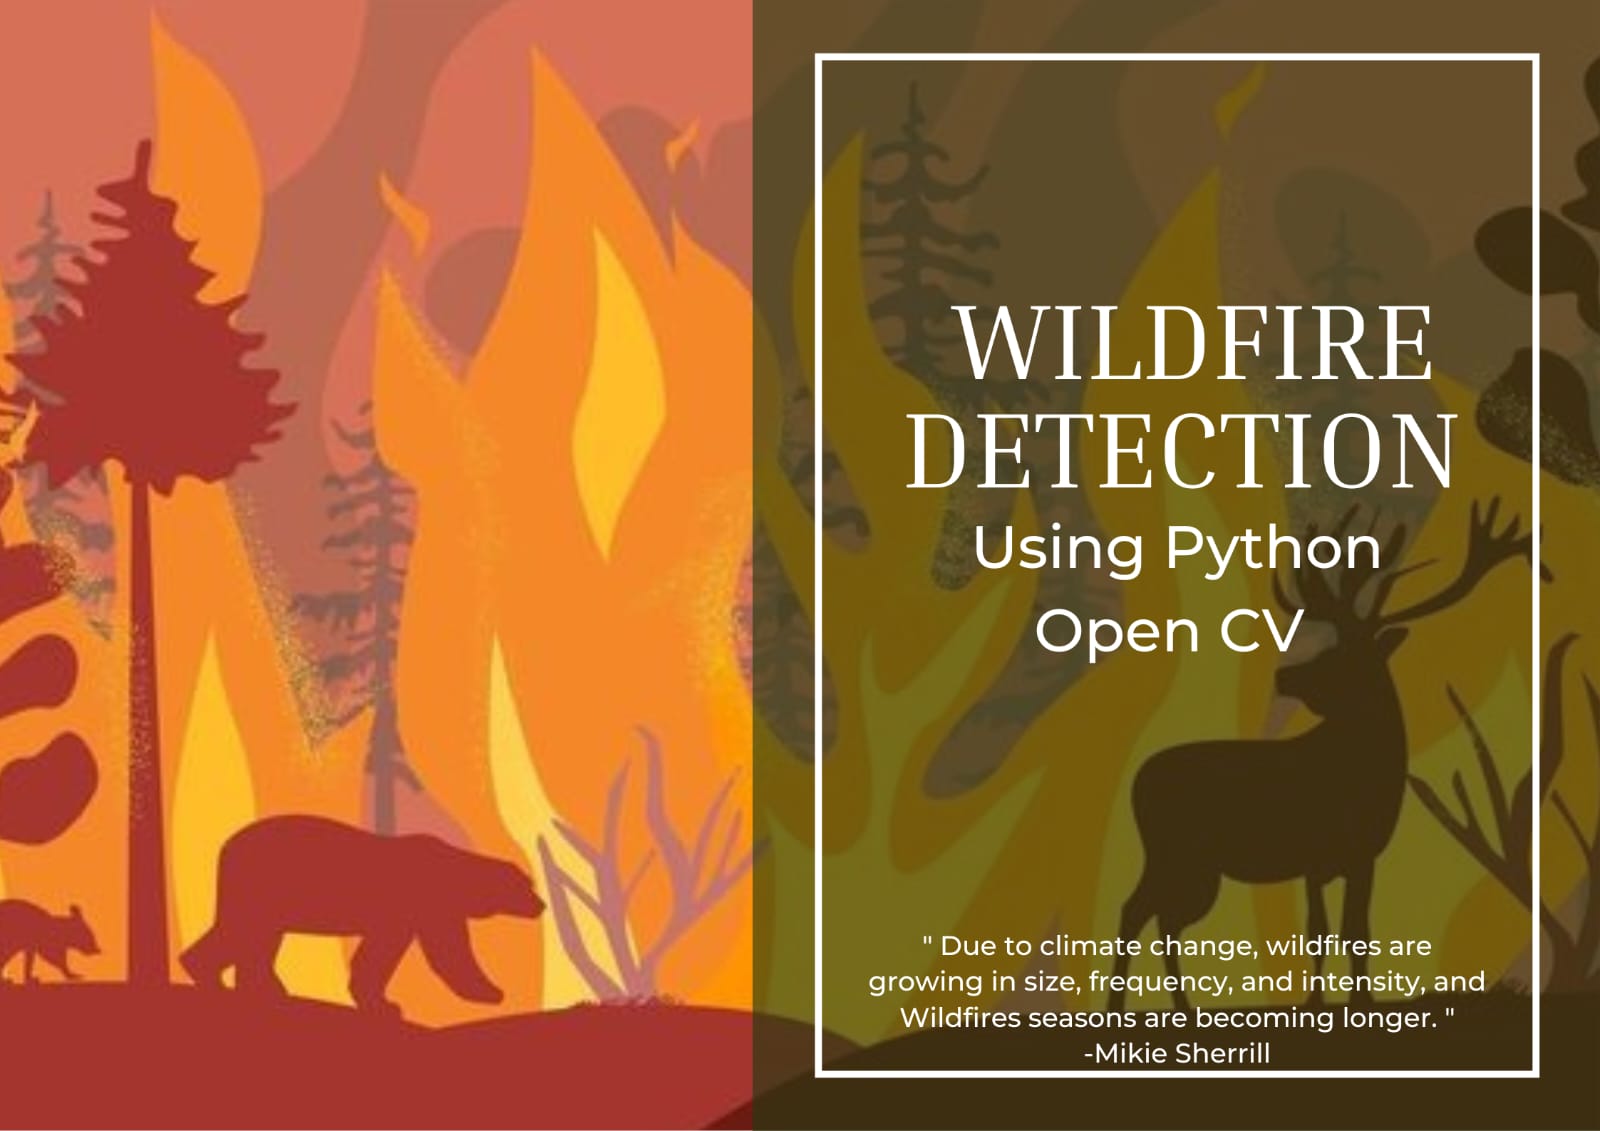 WILDFIRE
DETECTION
Using Python
Open CV
" Due to climate change, wildfires are
growing in size, frequency, and intensity, and
Wildfires seasons are becoming longer. "
-Mikie Sherrill